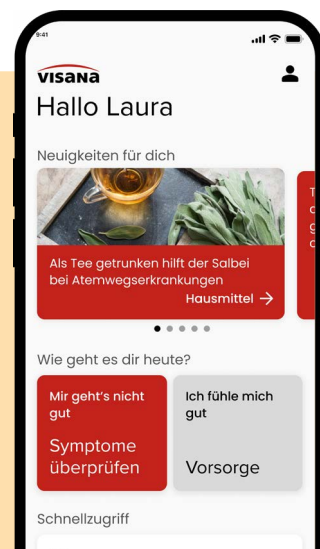 9:41
visana
Hallo Laura
Neuigkeiten für dich
Als Tee getrunken hilft der Salbei
bei Atemwegserkrankungen
Hausmittel →
Wie geht es dir heute?
Mir geht's nicht
gut
Symptome
überprüfen
Ich fühle mich
gut
Vorsorge
Schnellzugriff